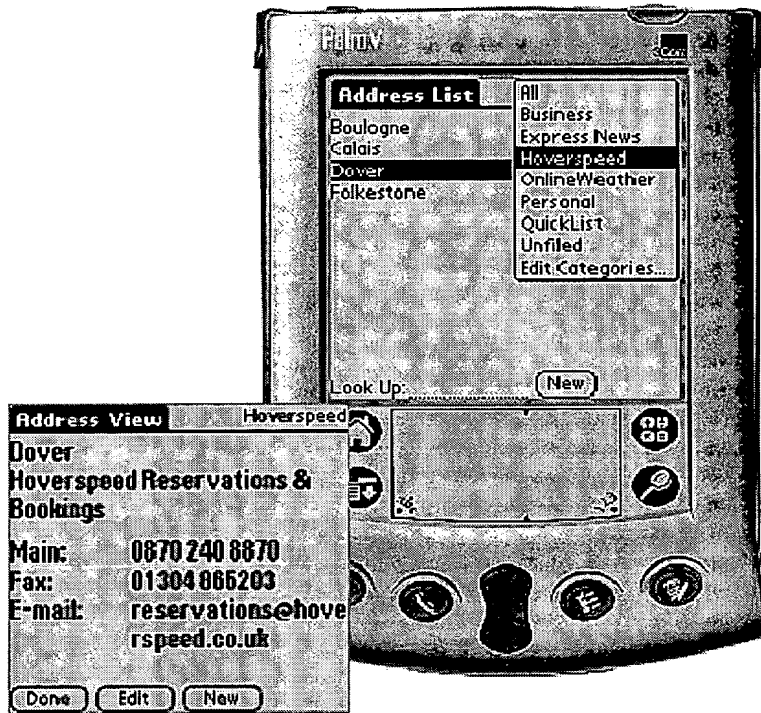 PalmV
3Com
Address List
All
Business
Express News
Hoverspeed
OnlineWeather
Personal
QuickList
Unfiled
Edit Categories...
Boulogne
Calais
Dover
Folkestone
Look Up:
New
Address View
Hoverspeed
Dover
Hoverspeed Reservations &
Bookings
Main: 0870 240 8870
Fax: 01304 865203
E-mail: reservations@hove
rspeed.co.uk
Done Edit New